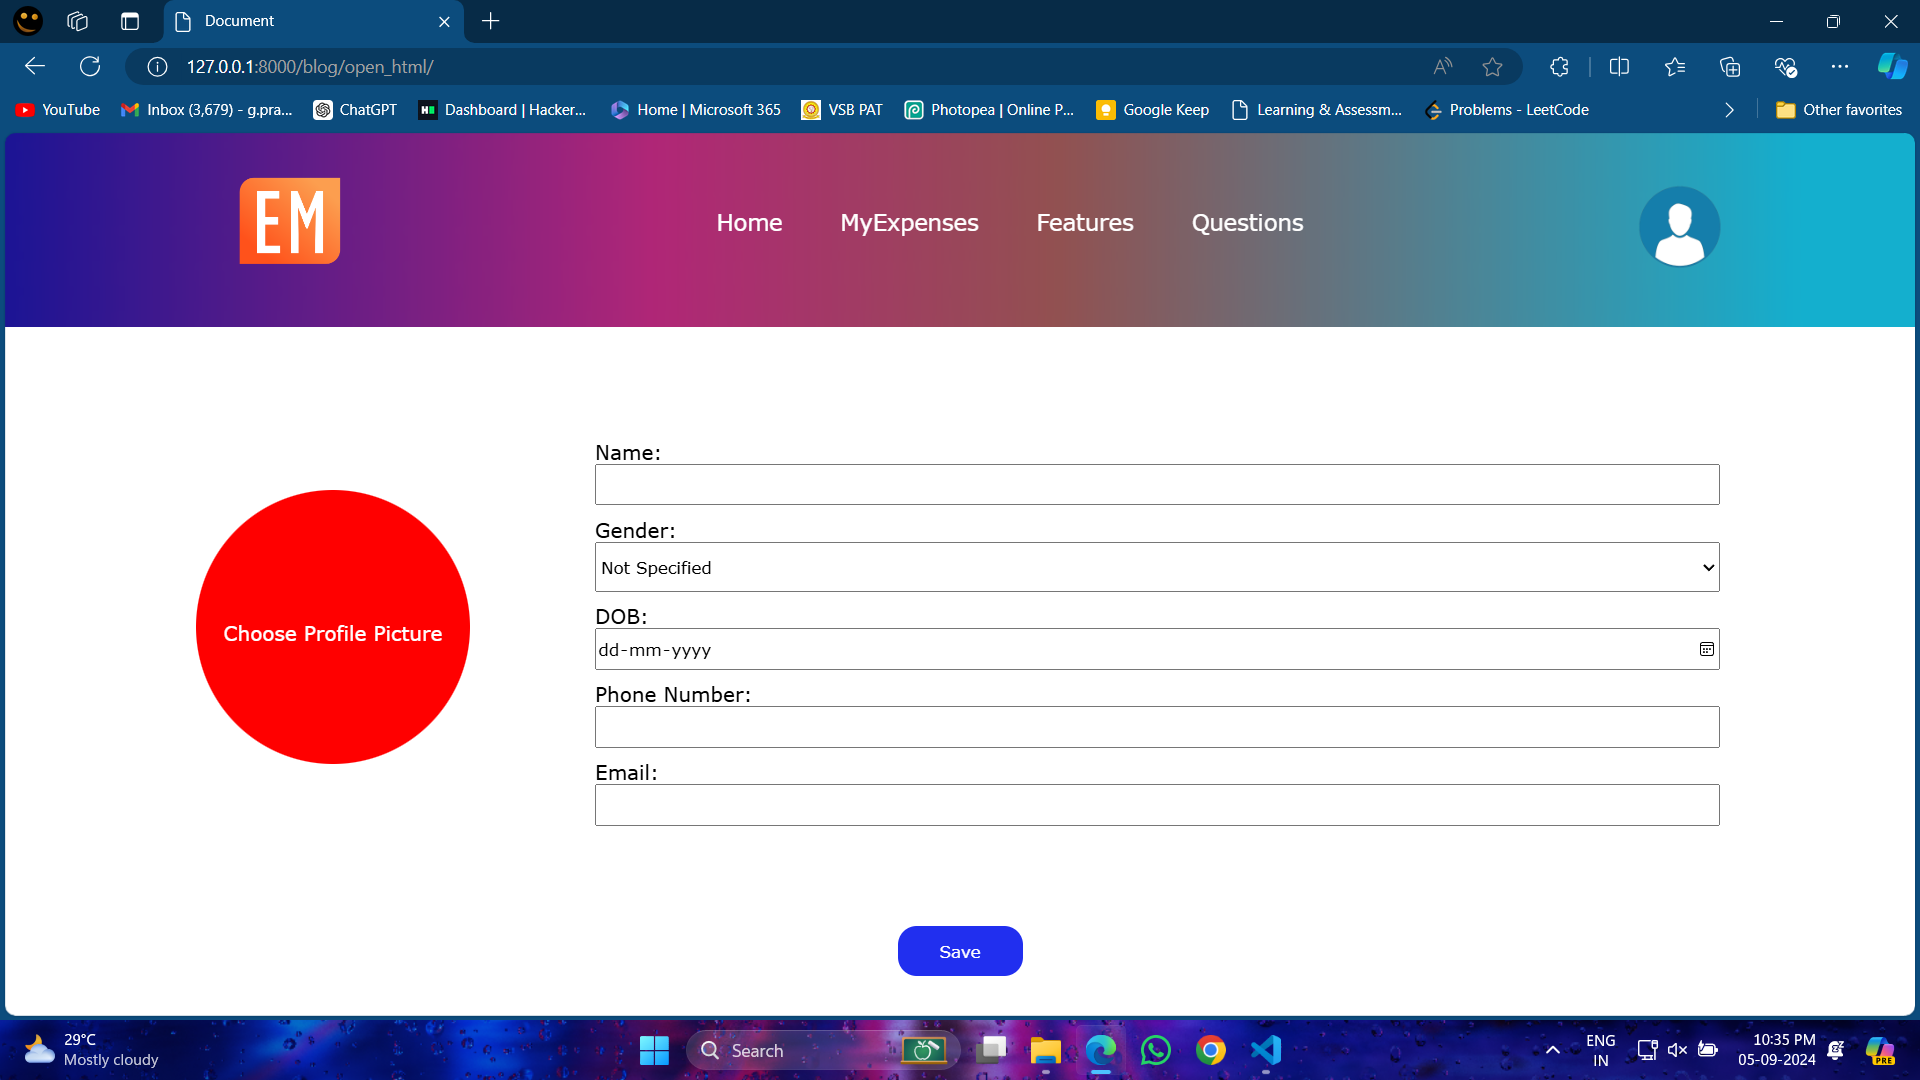 Document
127.0.0.1:8000/blog/open_html/
YouTube
Inbox (3,679) - g.pra...
ChatGPT
Dashboard | Hacker...
Home | Microsoft 365
VSB PAT
Photopea | Online P...
Google Keep
Learning & Assessm...
Problems - LeetCode
Other favorites
EM
Home
MyExpenses
Features
Questions
Choose Profile Picture
Name:
Gender:
Not Specified
DOB:
dd-mm-yyyy
Phone Number:
Email:
Save
29°C
Mostly cloudy
Search
ENG
IN
10:35 PM
05-09-2024
PRE